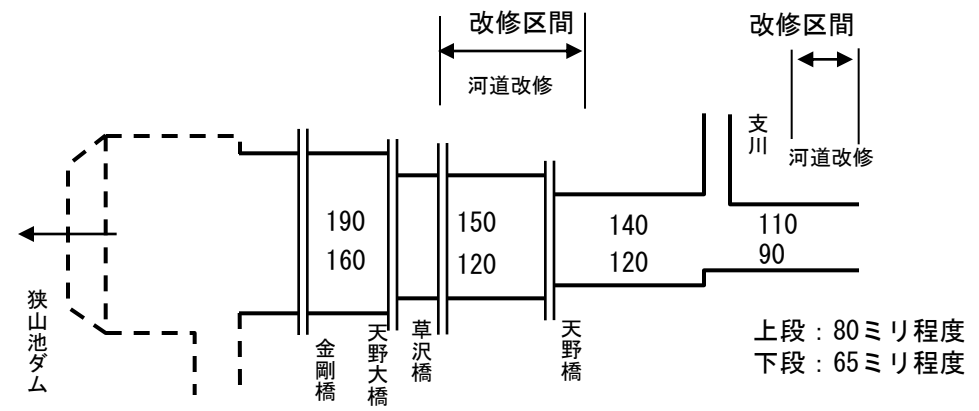 改修区間
改修区間
河道改修
支川
河道改修
190
150
140
110
160
120
120
90
狭山池ダム
金剛橋
天野大橋
草沢橋
天野橋
上段：80ミリ程度
下段：65ミリ程度